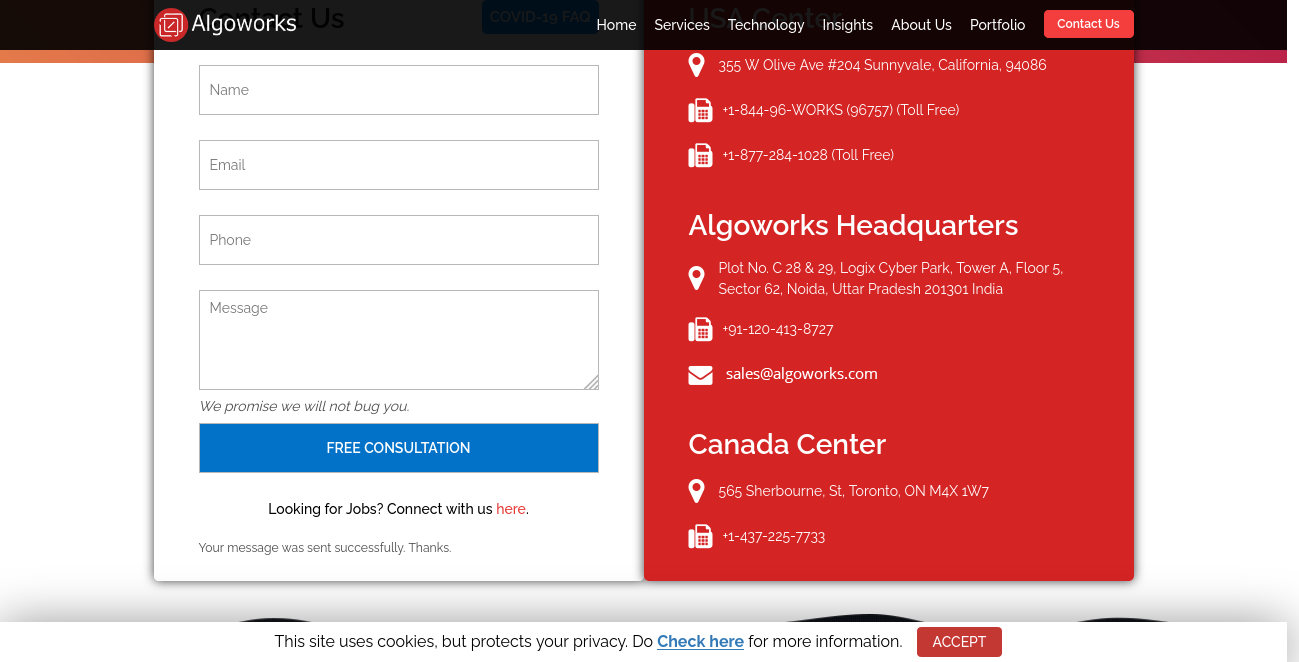 Algoworks
Home
Services
Technology
Insights
About Us
Portfolio
Contact Us
Contact Us
COVID-19 FAQ
USA Center
Name
Email
Phone
Message
We promise we will not bug you.
FREE CONSULTATION
Looking for Jobs? Connect with us here.
Your message was sent successfully. Thanks.
355 W Olive Ave #204 Sunnyvale, California, 94086
+1-844-96-WORKS (96757) (Toll Free)
+1-877-284-1028 (Toll Free)
Algoworks Headquarters
Plot No. C 28 & 29, Logix Cyber Park, Tower A, Floor 5,
Sector 62, Noida, Uttar Pradesh 201301 India
+91-120-413-8727
sales@algoworks.com
Canada Center
565 Sherbourne, St, Toronto, ON M4X 1W7
+1-437-225-7733
This site uses cookies, but protects your privacy. Do Check here for more information.
ACCEPT